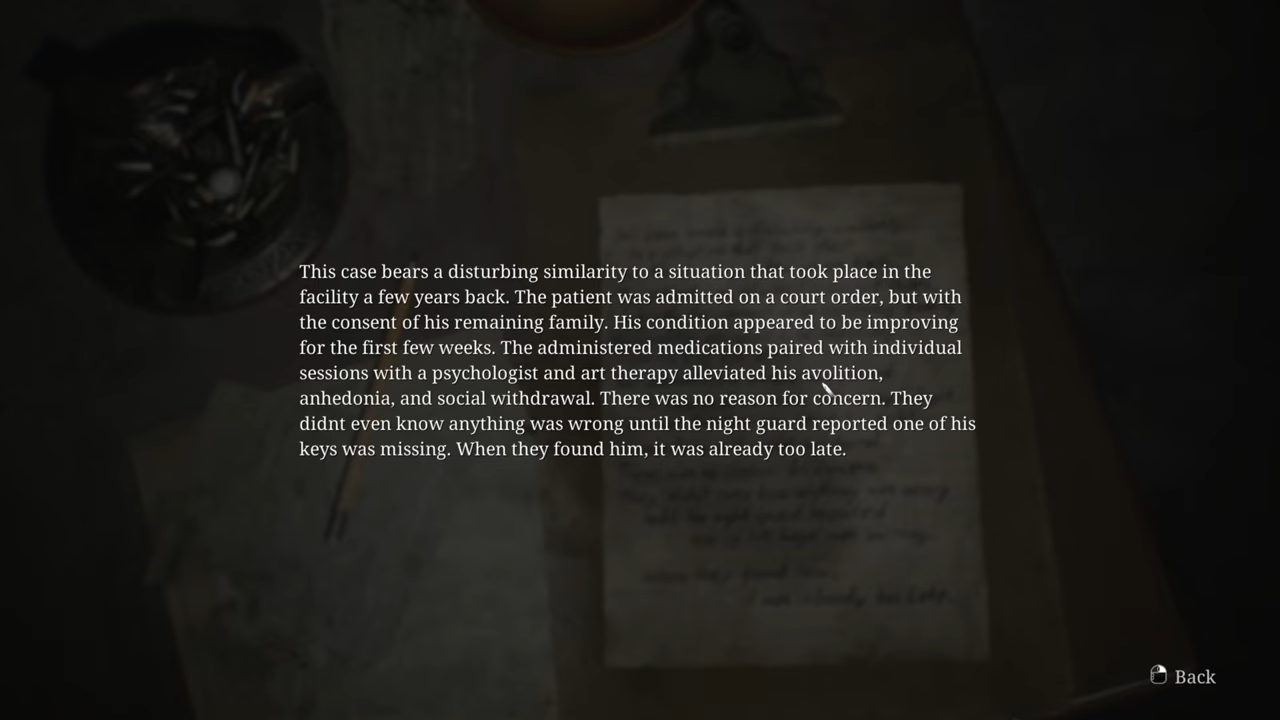 This case bears a disturbing similarity to a situation that took place in the
facility a few years back. The patient was admitted on a court order, but with
the consent of his remaining family. His condition appeared to be improving
for the first few weeks. The administered medications paired with individual
sessions with a psychologist and art therapy alleviated his avolition,
anhedonia, and social withdrawal. There was no reason for concern. They
didnt even know anything was wrong until the night guard reported one of his
keys was missing. When they found him, it was already too late.
Back